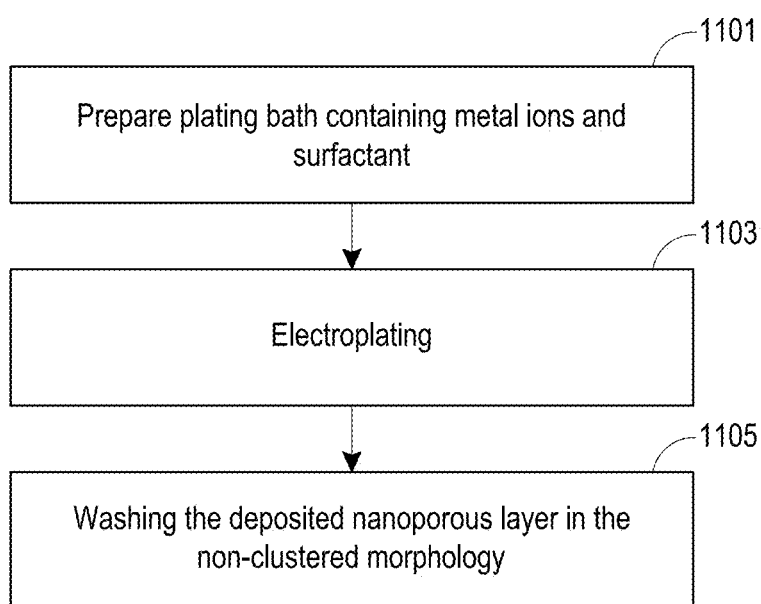 1101
Prepare plating bath containing metal ions and
surfactant
1103
Electroplating
1105
Washing the deposited nanoporous layer in the
non-clustered morphology